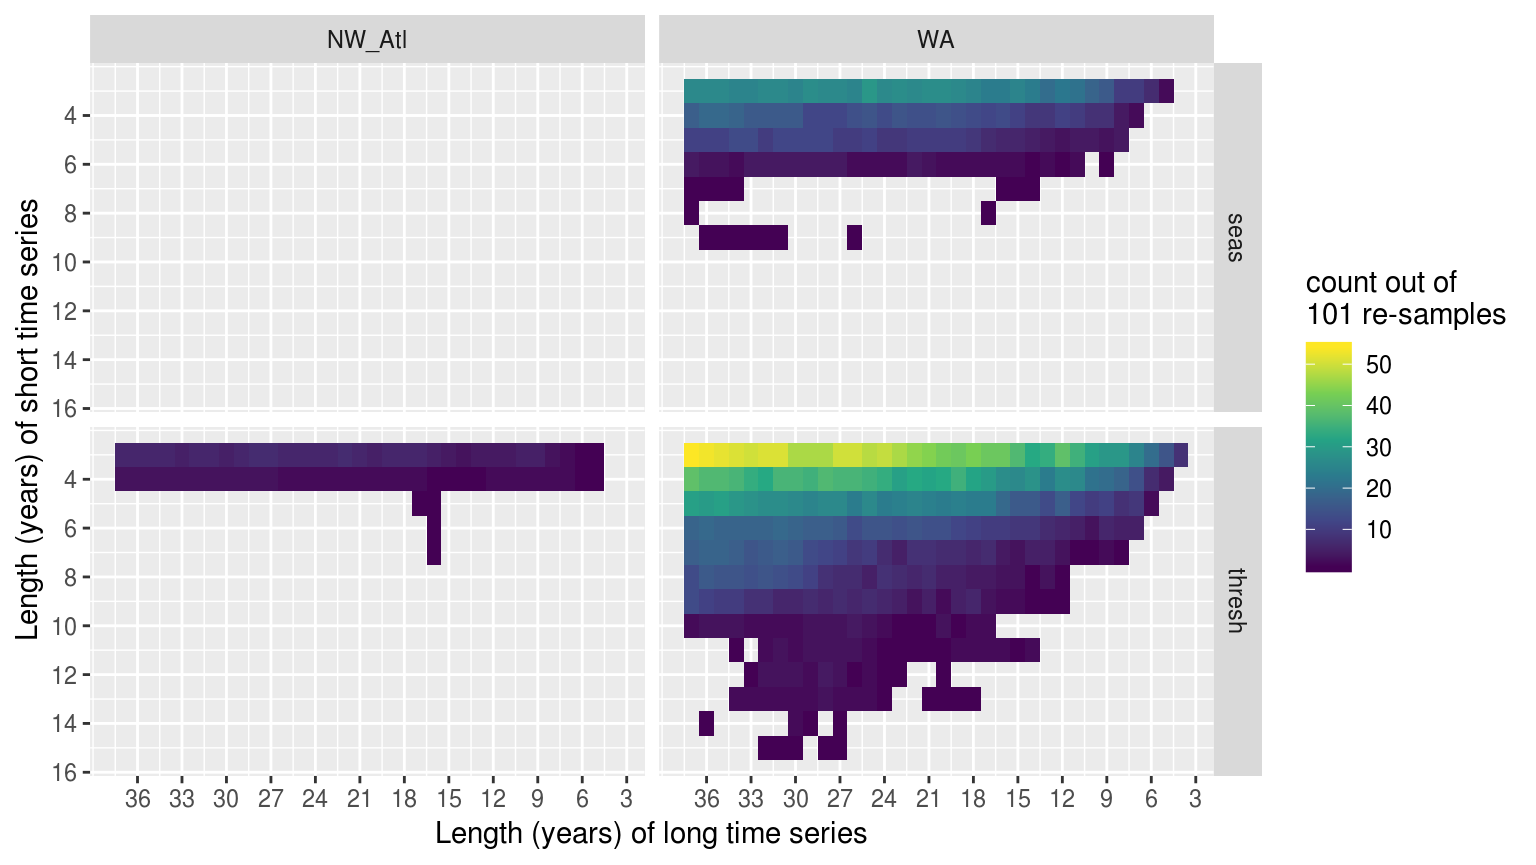 NW_Atl
WA
4
6
8
10
12
14
16
seas
4
6
8
10
12
14
16
thresh
36 33 30 27 24 21 18 15 12 9 6 3
36 33 30 27 24 21 18 15 12 9 6 3
Length (years) of long time series
Length (years) of short time series
count out of
101 re-samples
50
40
30
20
10